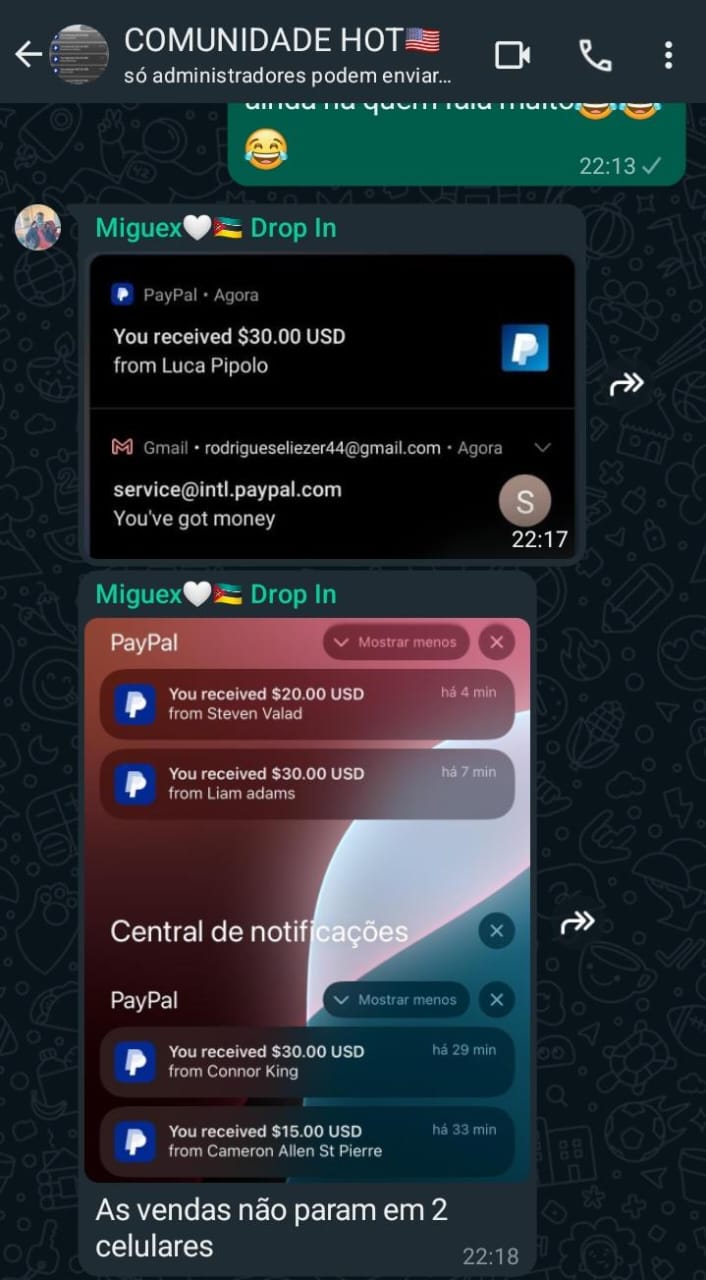 COMUNIDADE HOT🇺🇸
só administradores podem enviar...
ainda há quem fala muito😂😂
😂
22:13
Miguex🤍🇲🇿 Drop In
PayPal • Agora
You received $30.00 USD
from Luca Pipolo
Gmail • rodrigueseliezer44@gmail.com • Agora
service@intl.paypal.com
You've got money
S
22:17
Miguex🤍🇲🇿 Drop In
PayPal
Mostrar menos
You received $20.00 USD
há 4 min
from Steven Valad
You received $30.00 USD
há 7 min
from Liam adams
Central de notificações
PayPal
Mostrar menos
You received $30.00 USD
há 29 min
from Connor King
You received $15.00 USD
há 33 min
from Cameron Allen St Pierre
As vendas não param em 2
celulares
22:18